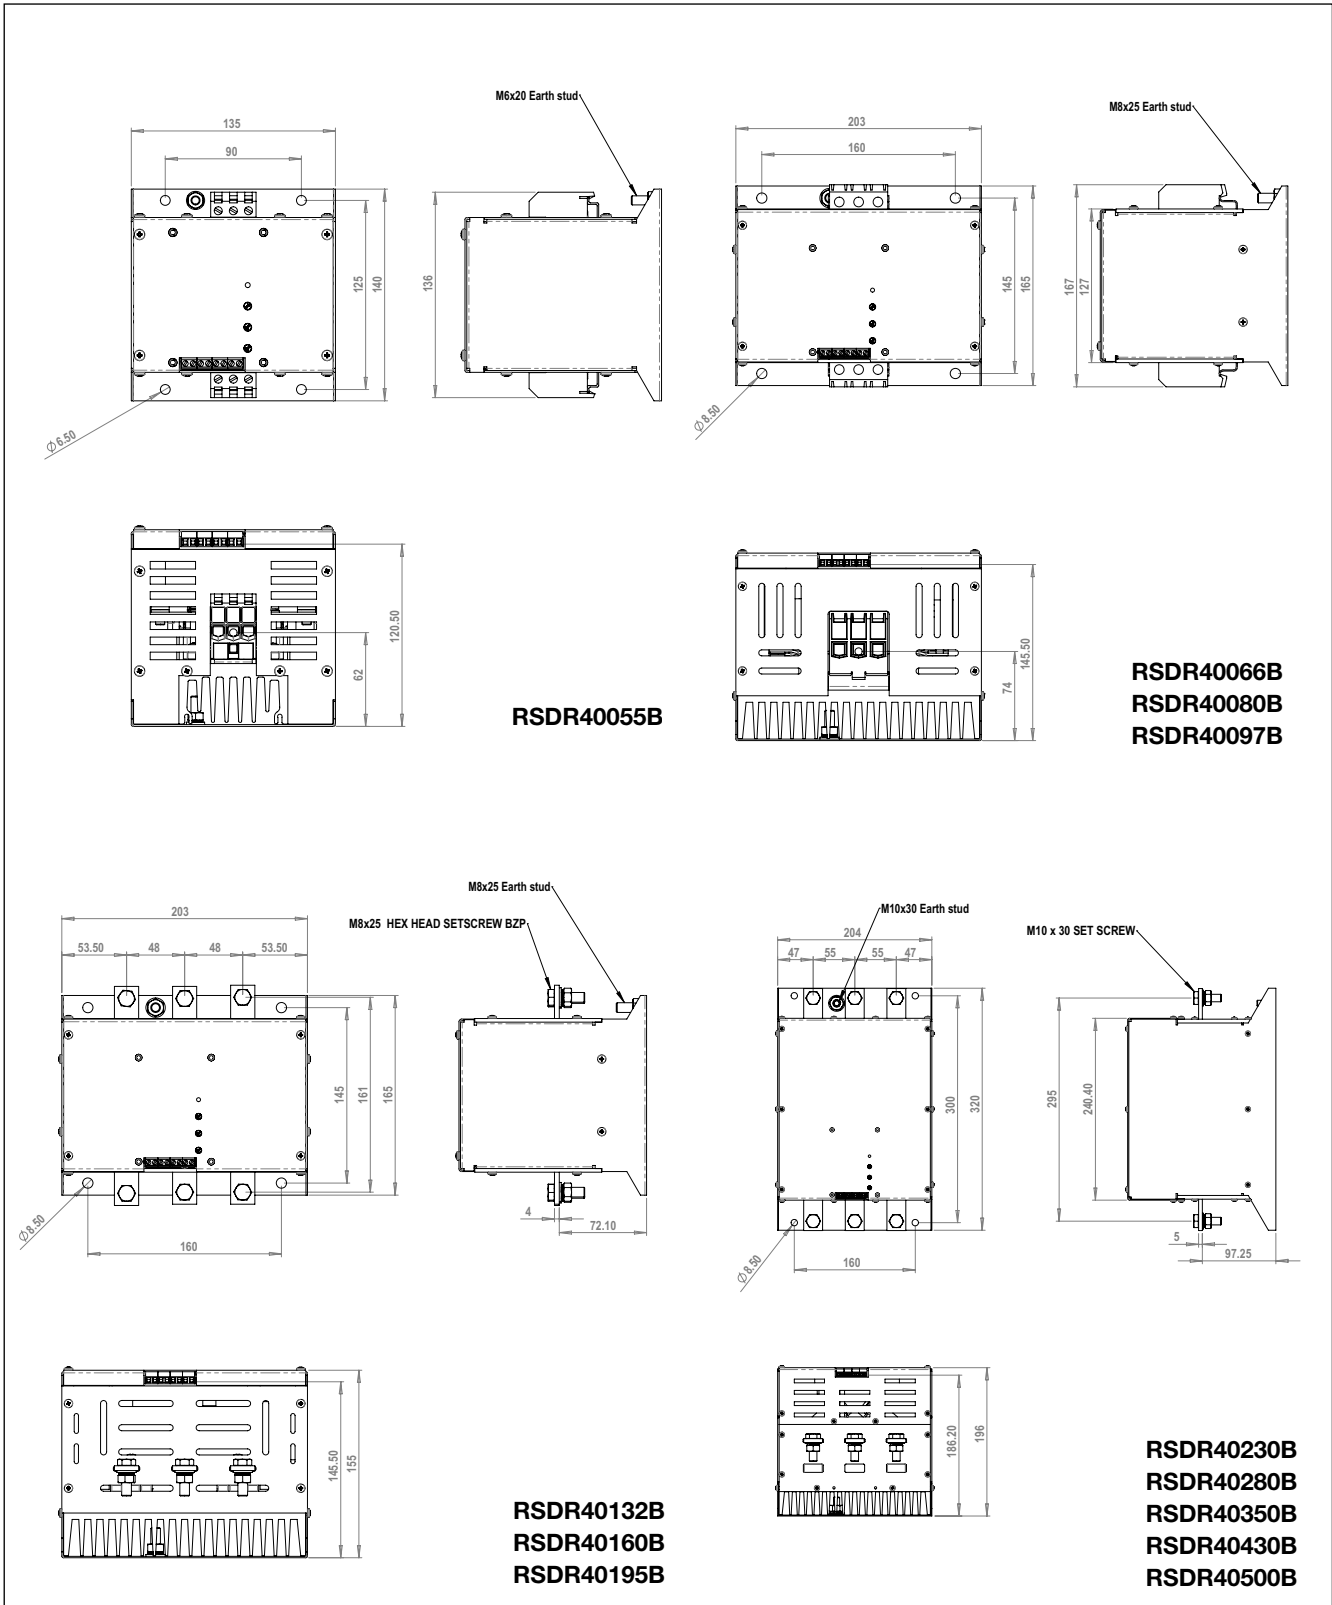 M6x20 Earth stud
135
90
136
125
140
Ø6.50
120.50
62
RSDR40055B
M8x25 Earth stud
203
160
145
165
167
127
Ø8.50
145.50
74
RSDR40066B
RSDR40080B
RSDR40097B
M8x25 Earth stud
M8x25 HEX HEAD SETSCREW BZP
203
53.50
48
48
53.50
145
161
165
Ø8.50
160
4
72.10
145.50
155
RSDR40132B
RSDR40160B
RSDR40195B
M10x30 Earth stud
M10 x 30 SET SCREW
204
47
55
55
47
300
320
295
240.40
Ø8.50
160
5
97.25
186.20
196
RSDR40230B
RSDR40280B
RSDR40350B
RSDR40430B
RSDR40500B